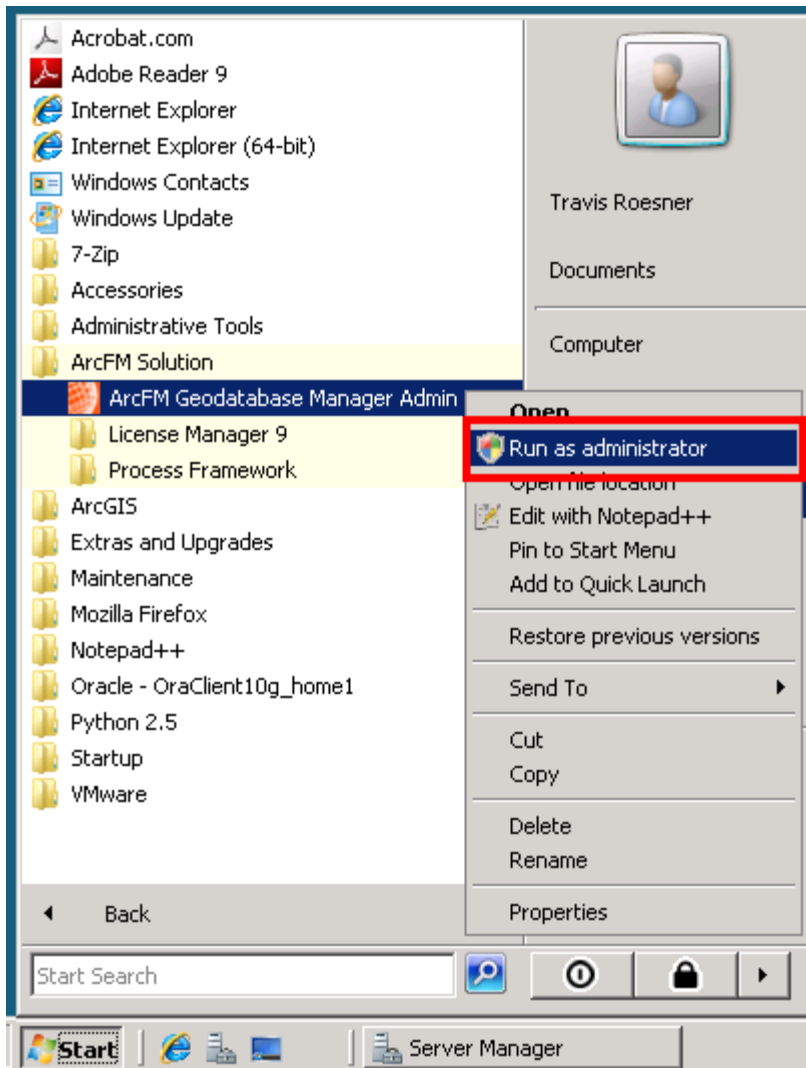 Acrobat.com
Adobe Reader 9
Internet Explorer
Internet Explorer (64-bit)
Windows Contacts
Windows Update
7-Zip
Accessories
Administrative Tools
ArcFM Solution
ArcFM Geodatabase Manager Admin
License Manager 9
Process Framework
ArcGIS
Extras and Upgrades
Maintenance
Mozilla Firefox
Notepad++
Oracle - OraClient10g_home1
Python 2.5
Startup
VMware
Back
Start Search
Travis Roesner
Documents
Computer
Open
Run as administrator
Open file location
Edit with Notepad++
Pin to Start Menu
Add to Quick Launch
Restore previous versions
Send To
Cut
Copy
Delete
Rename
Properties
Start
Server Manager